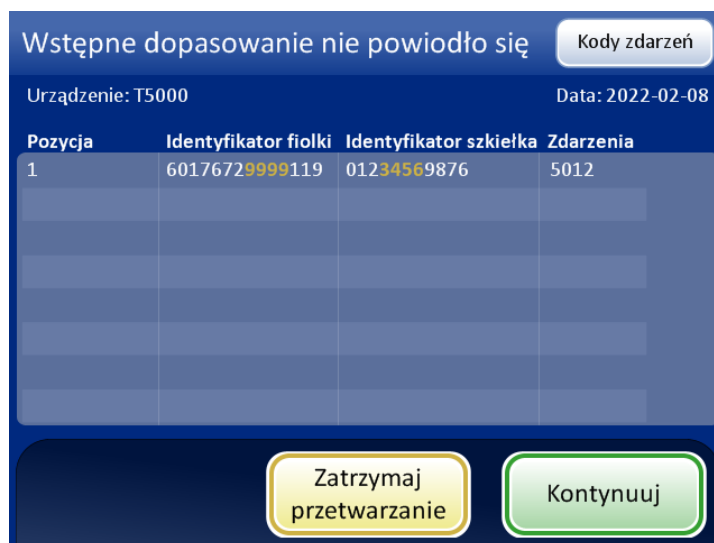 Wstępne dopasowanie nie powiodło się
Kody zdarzeń
Urządzenie: T5000
Data: 2022-02-08
Pozycja Identyfikator fiolki Identyfikator szkiełka Zdarzenia
1 60176729999119 01234569876 5012
Zatrzymaj
przetwarzanie
Kontynuuj